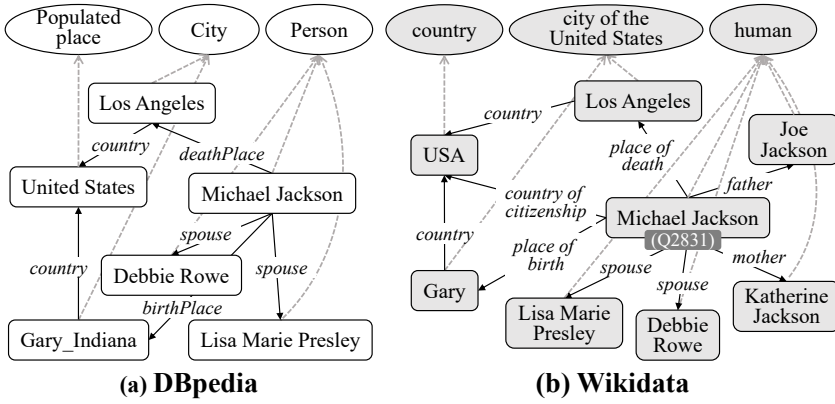 Populated
place
City
Person
Los Angeles
country
deathPlace
United States
Michael Jackson
spouse
country
Debbie Rowe
spouse
birthPlace
Gary_Indiana
Lisa Marie Presley
(a) DBpedia
country
city of the
United States
human
Los Angeles
country
place of
death
Joe
Jackson
USA
father
country of
citizenship
Michael Jackson
(Q2831)
country
place of
birth
mother
spouse
Gary
spouse
Katherine
Jackson
Lisa Marie
Presley
Debbie
Rowe
(b) Wikidata